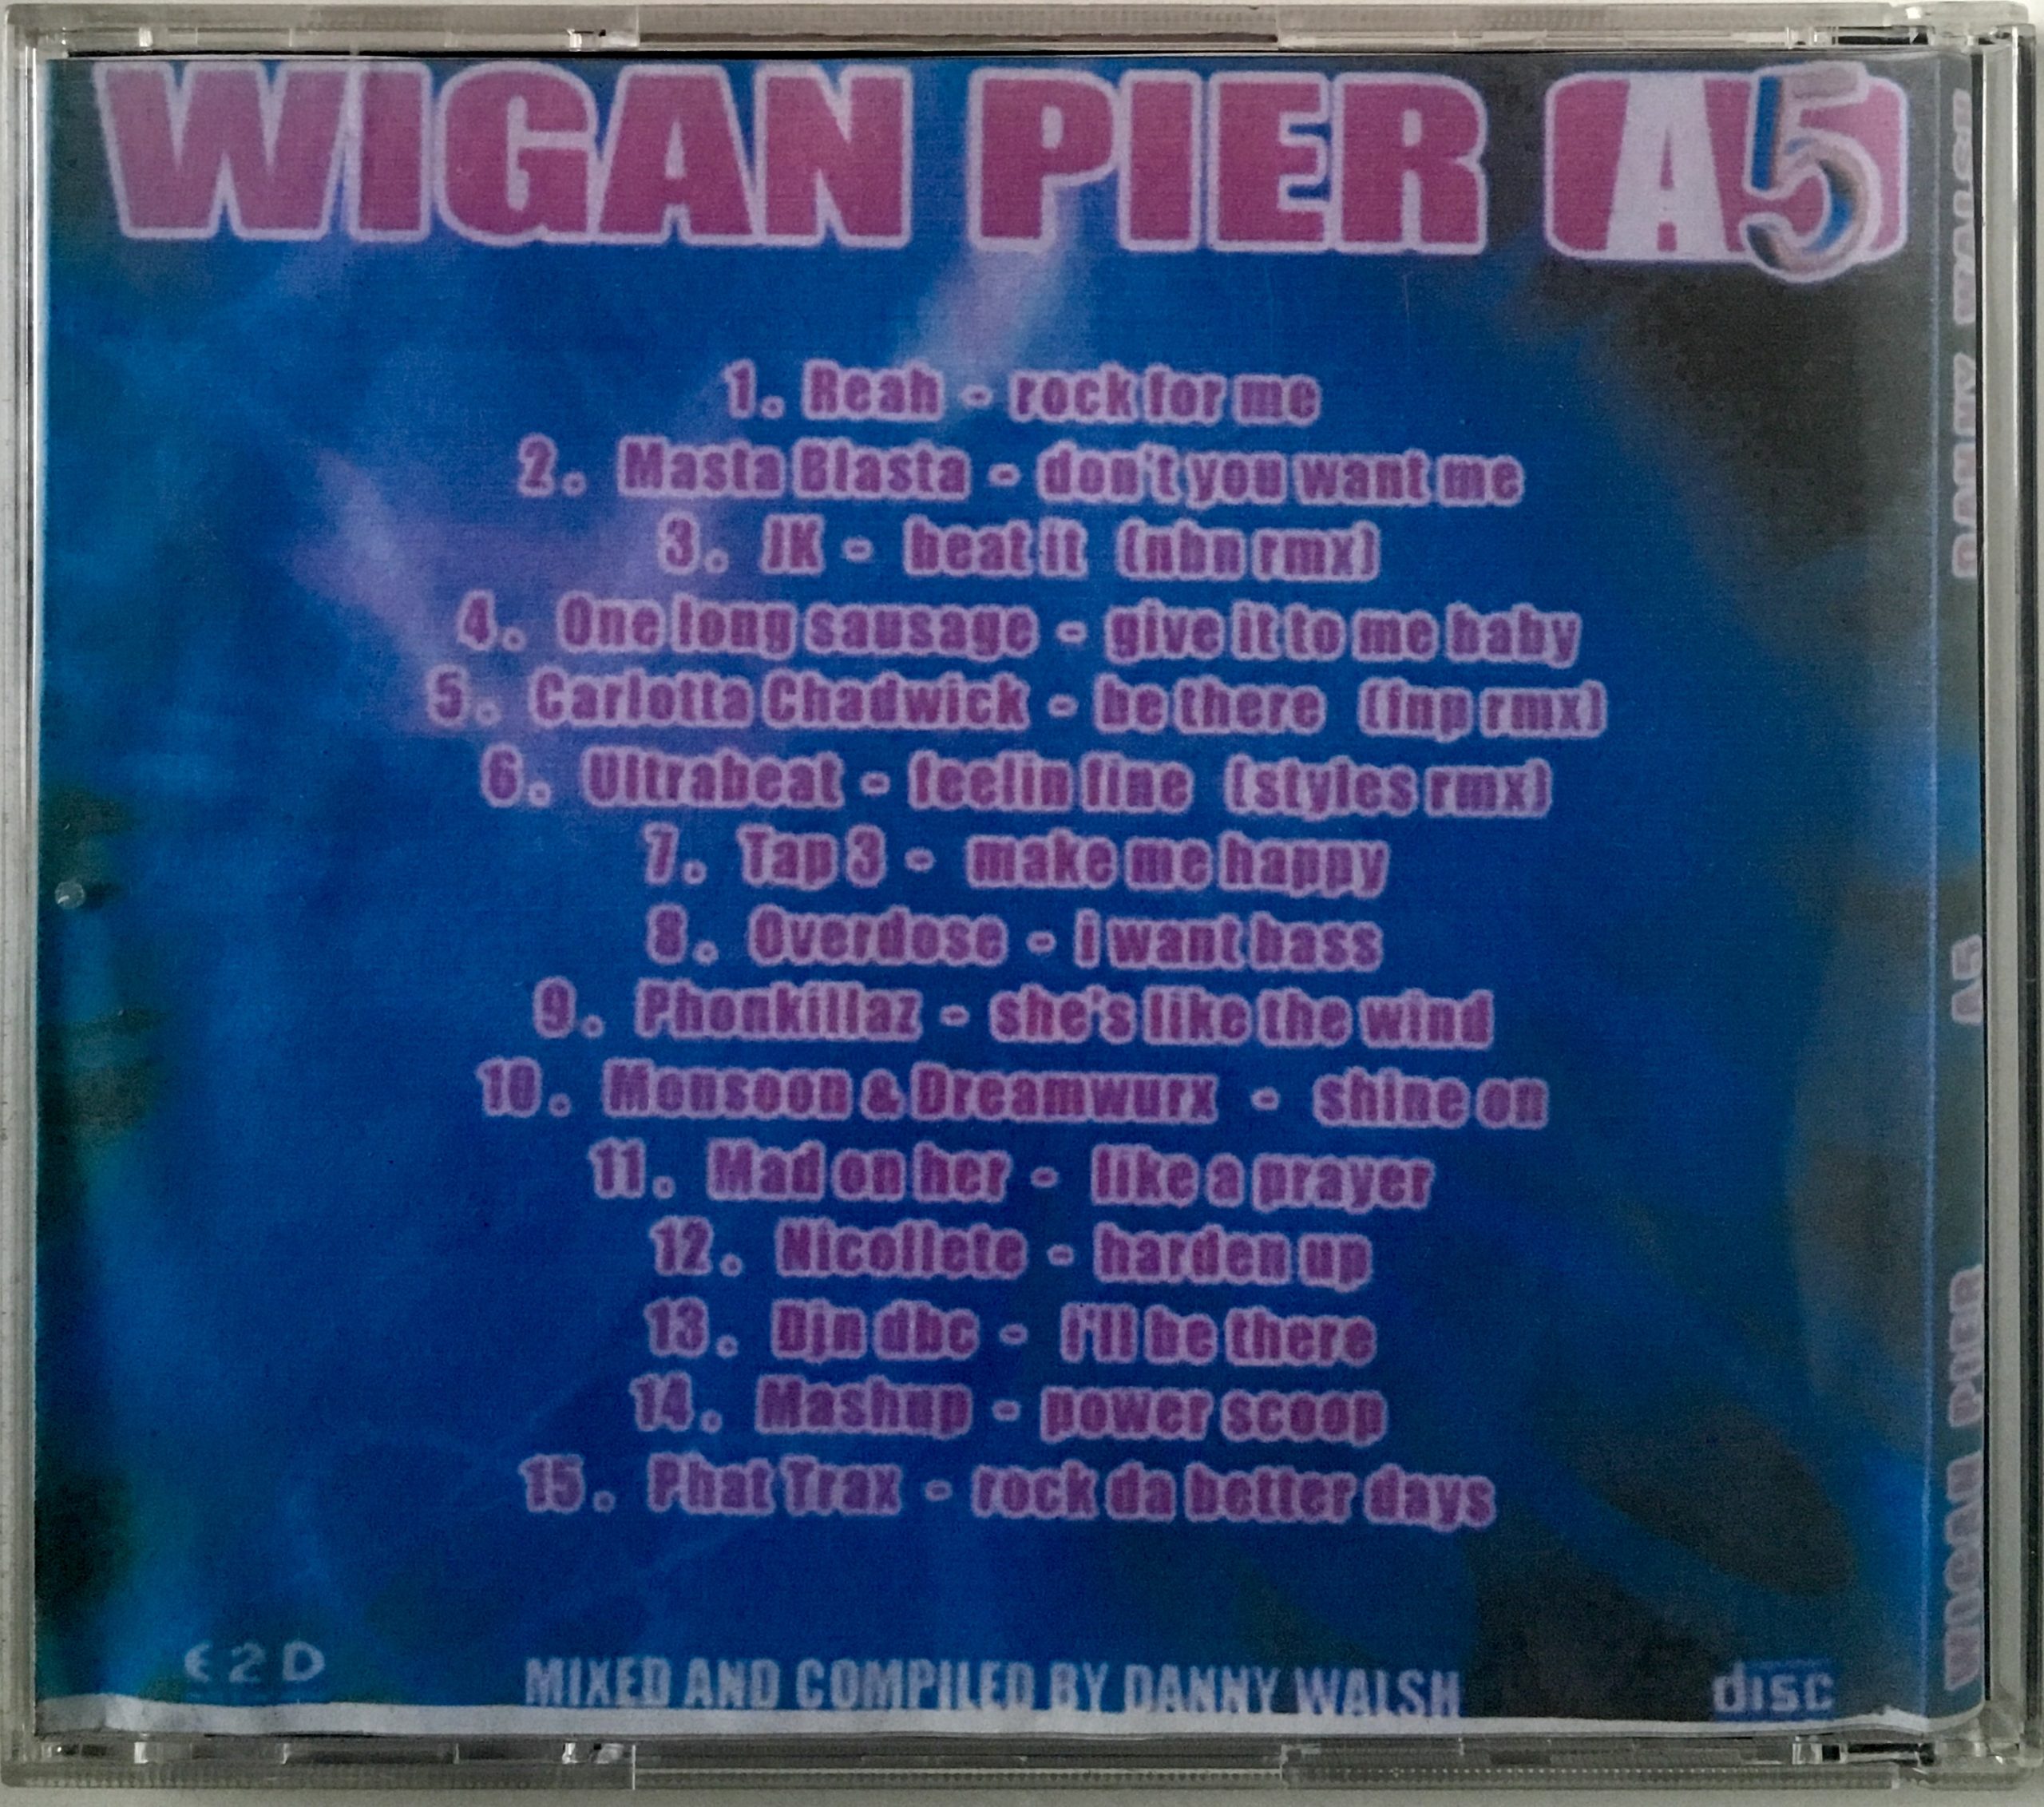 WIGAN PIER A5
1. Reah - rock for me
2. Masta Blasta - don't you want me
3. JK - beat it (nbn rmx)
4. One long sausage - give it to me baby
5. Carlotta Chadwick - be there (fnp rmx)
6. Ultrabeat - feelin fine (styles rmx)
7. Tap 3 - make me happy
8. Overdose - i want bass
9. Phonkillaz - she's like the wind
10. Monsoon & Dreamwurx - shine on
11. Mad on her - like a prayer
12. Nicollete - harden up
13. Djn dbc - I'll be there
14. Mashup - power scoop
15. Phat Trax - rock da better days
E2D
MIXED AND COMPILED BY DANNY WALSH
disc
WIGAN PIER A5 DANNY WALSH